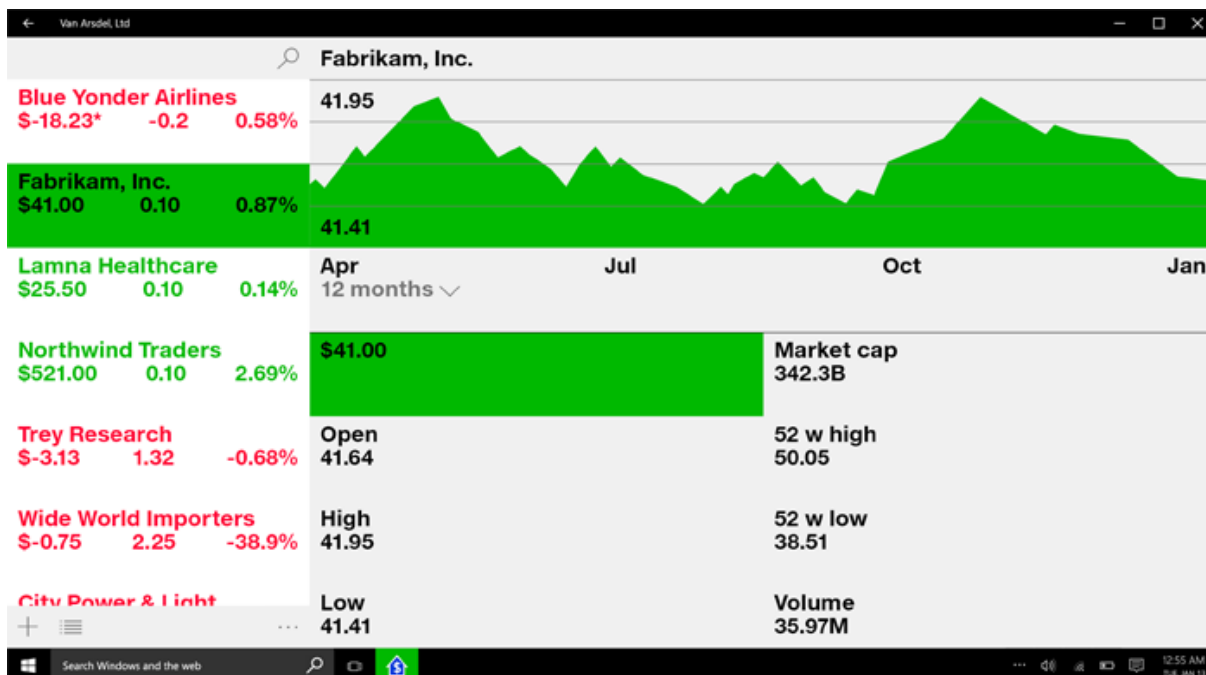 Van Arsdel, Ltd
Blue Yonder Airlines
$-18.23* -0.2 0.58%
Fabrikam, Inc.
$41.00 0.10 0.87%
Lamna Healthcare
$25.50 0.10 0.14%
Northwind Traders
$521.00 0.10 2.69%
Trey Research
$-3.13 1.32 -0.68%
Wide World Importers
$-0.75 2.25 -38.9%
City Power & Light
Fabrikam, Inc.
41.95
41.41
Apr Jul Oct Jan
12 months
$41.00
Market cap
342.3B
Open
41.64
52 w high
50.05
High
41.95
52 w low
38.51
Low
41.41
Volume
35.97M
Search Windows and the web
12:55 AM